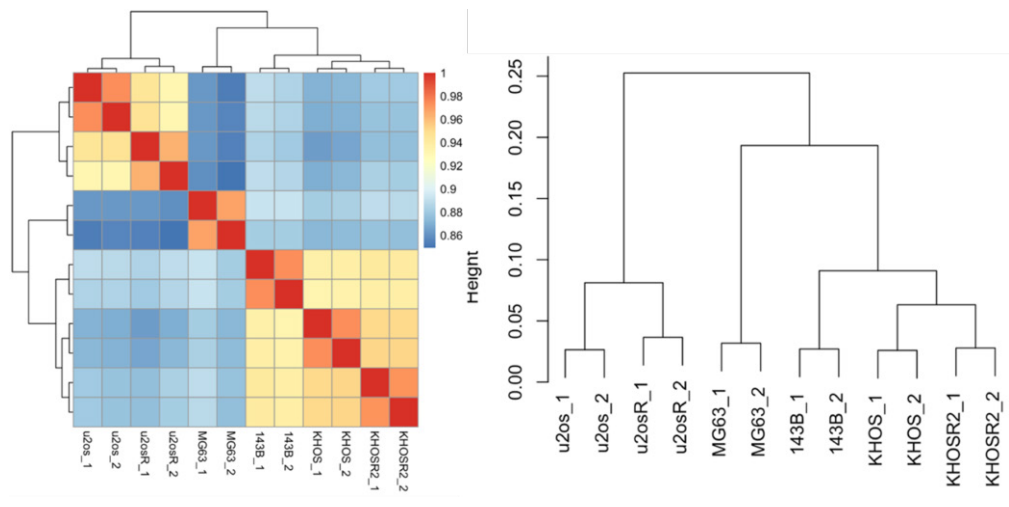 1
0.98
0.96
0.94
0.92
0.9
0.88
0.86
u2os_1
u2os_2
u2osR_1
u2osR_2
MG63_1
MG63_2
143B_1
143B_2
KHOS_1
KHOS_2
KHOSR2_1
KHOSR2_2
Height
0.25
0.20
0.15
0.10
0.05
0.00
u2os_1
u2os_2
u2osR_1
u2osR_2
MG63_1
MG63_2
143B_1
143B_2
KHOS_1
KHOS_2
KHOSR2_1
KHOSR2_2